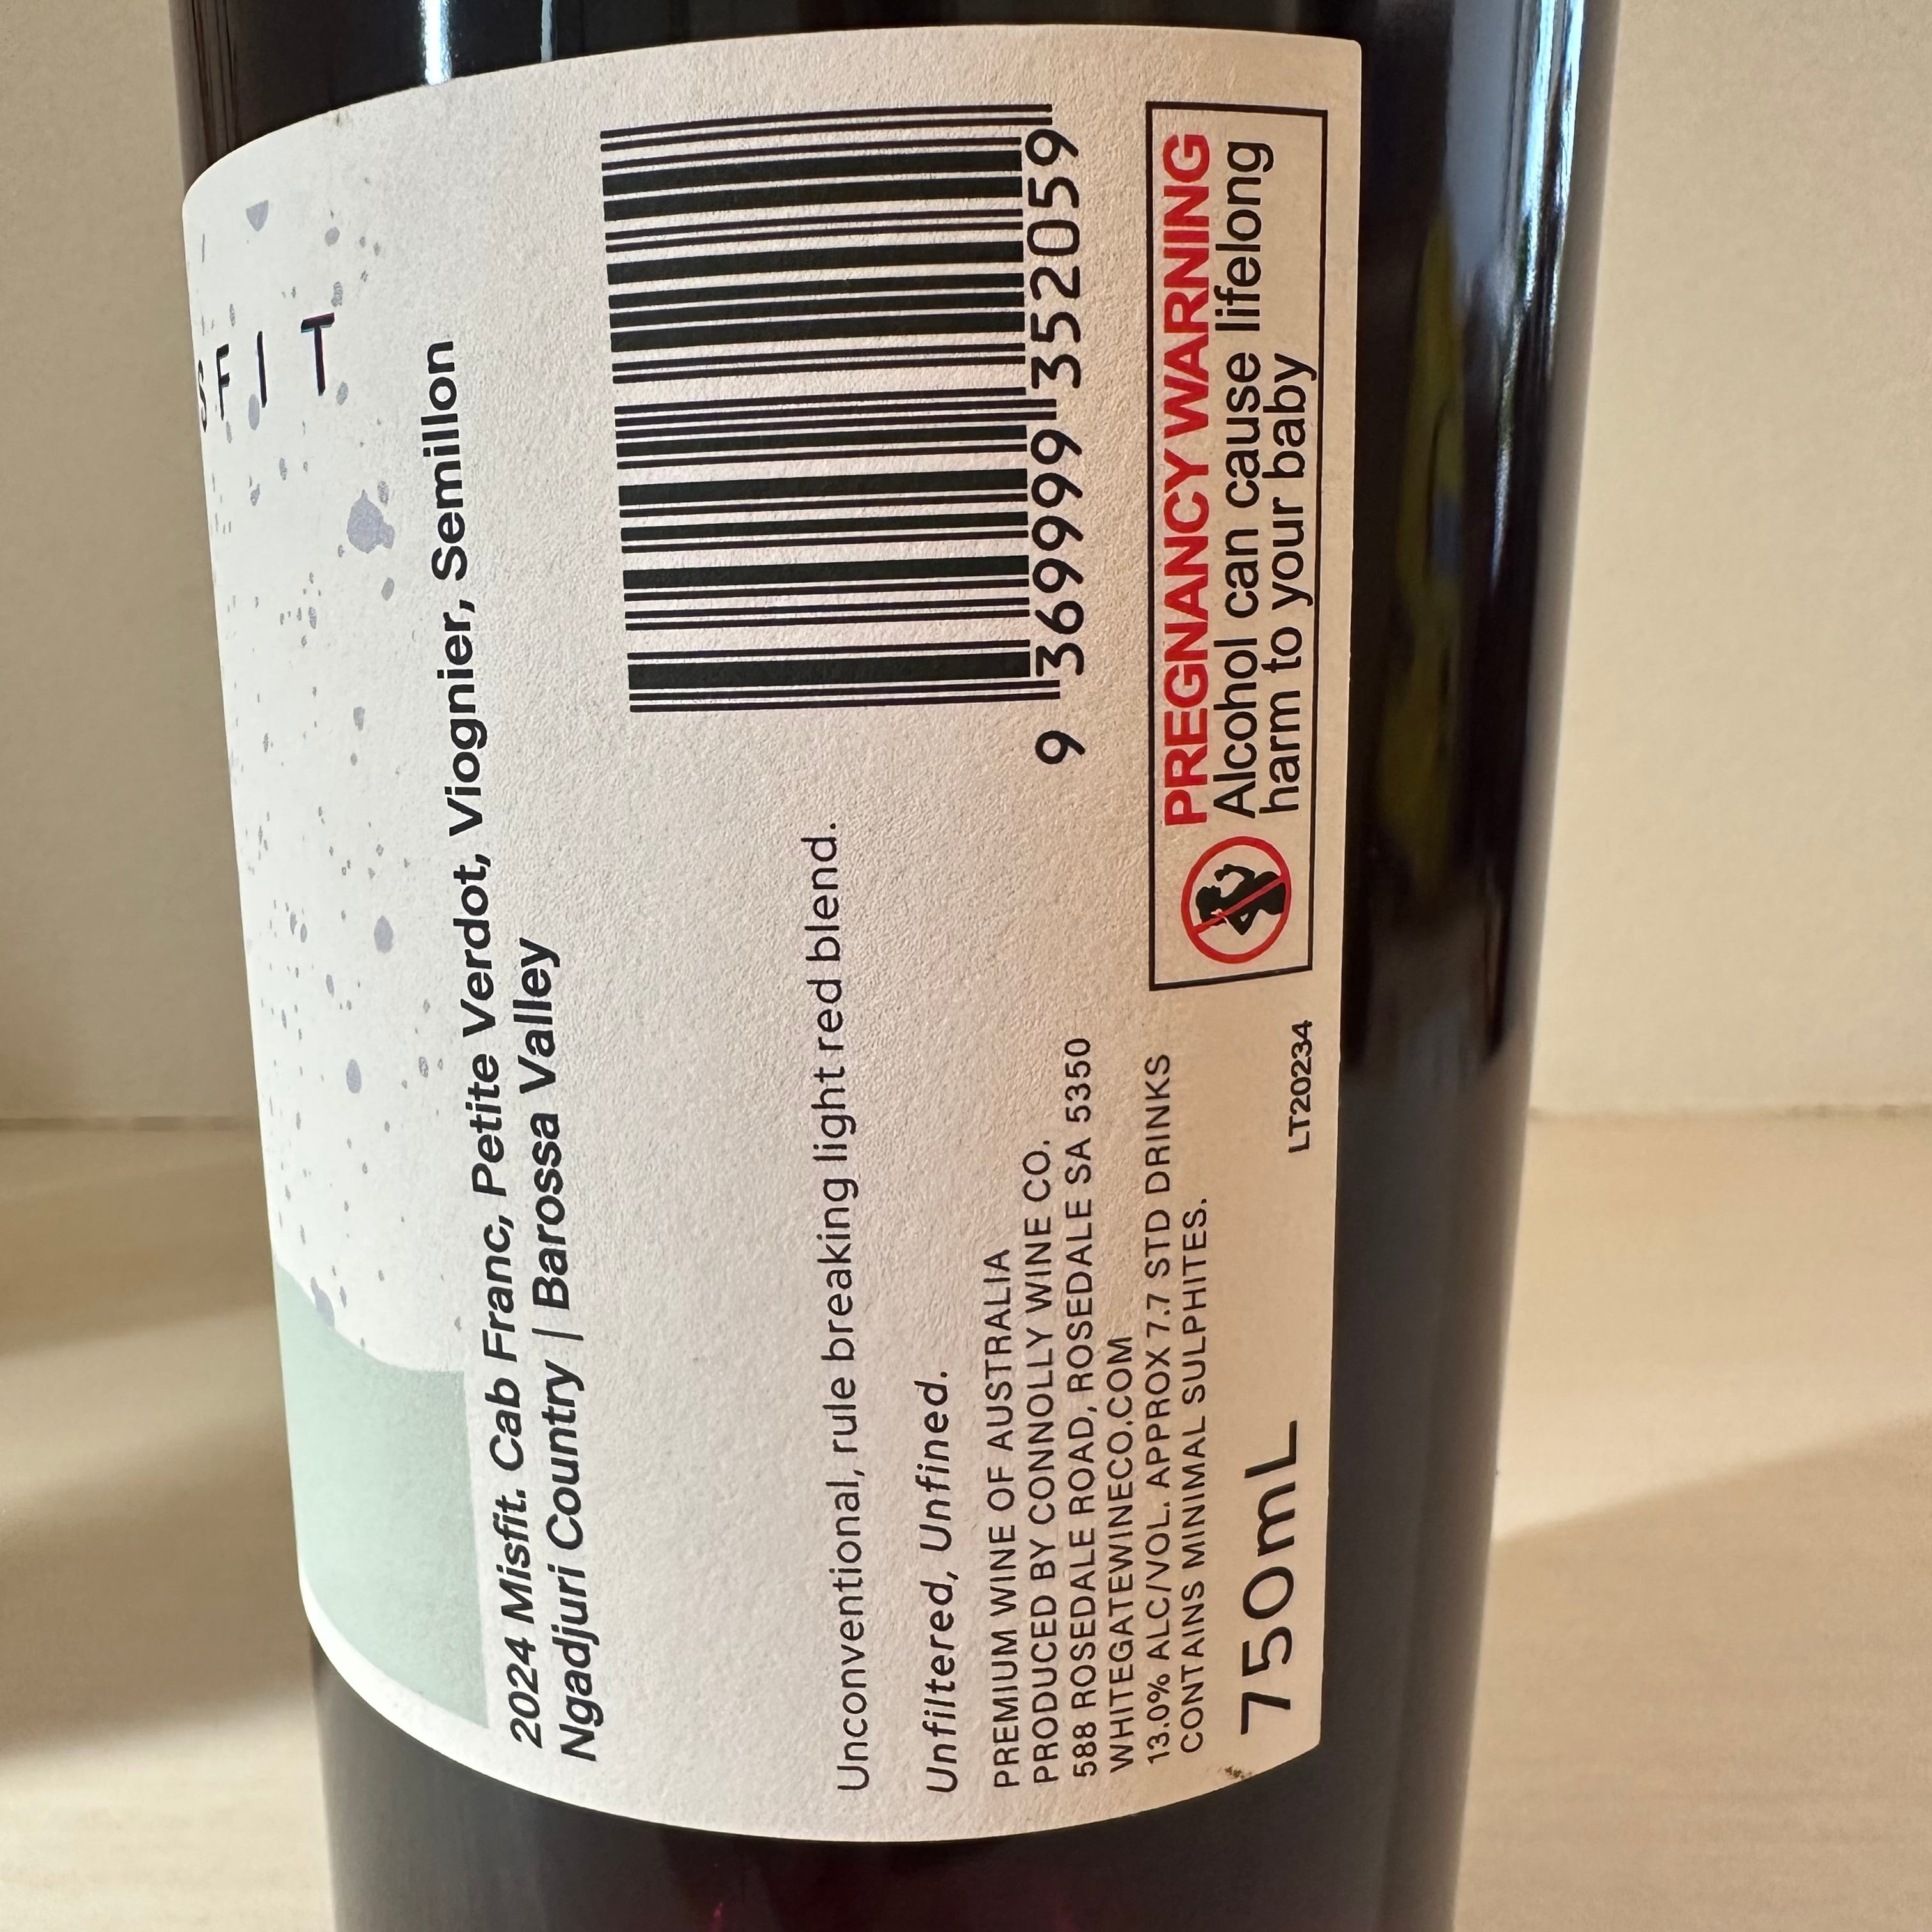 SFIT
2024 Misfit. Cab Franc, Petite Verdot, Viognier, Semillon
Ngadjuri Country | Barossa Valley
Unconventional, rule breaking light red blend.
Unfiltered, Unfined.
PREMIUM WINE OF AUSTRALIA
PRODUCED BY CONNOLLY WINE CO.
588 ROSEDALE ROAD, ROSEDALE SA 5350
WHITEGATEWINECO.COM
13.0% ALC/VOL. APPROX 7.7 STD DRINKS
CONTAINS MINIMAL SULPHITES.
750mL
LT20234
9 369999 352059
PREGNANCY WARNING
Alcohol can cause lifelong
harm to your baby